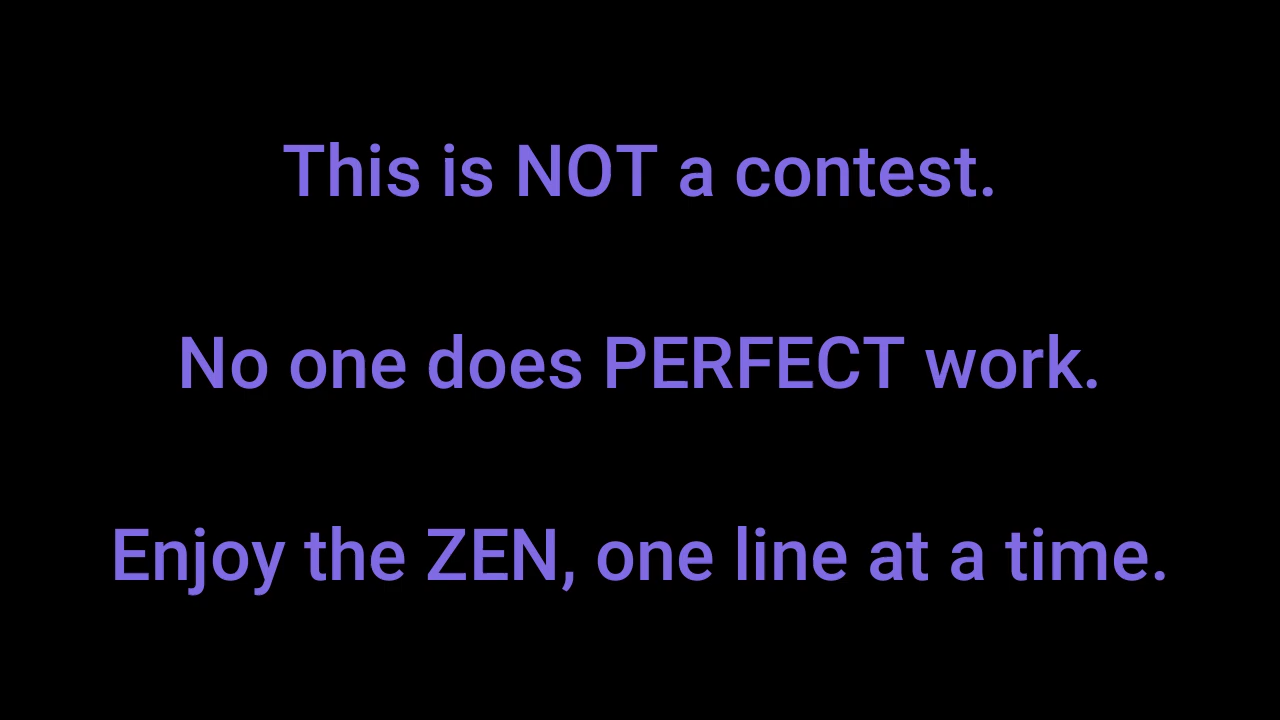 This is NOT a contest.
No one does PERFECT work.
Enjoy the ZEN, one line at a time.